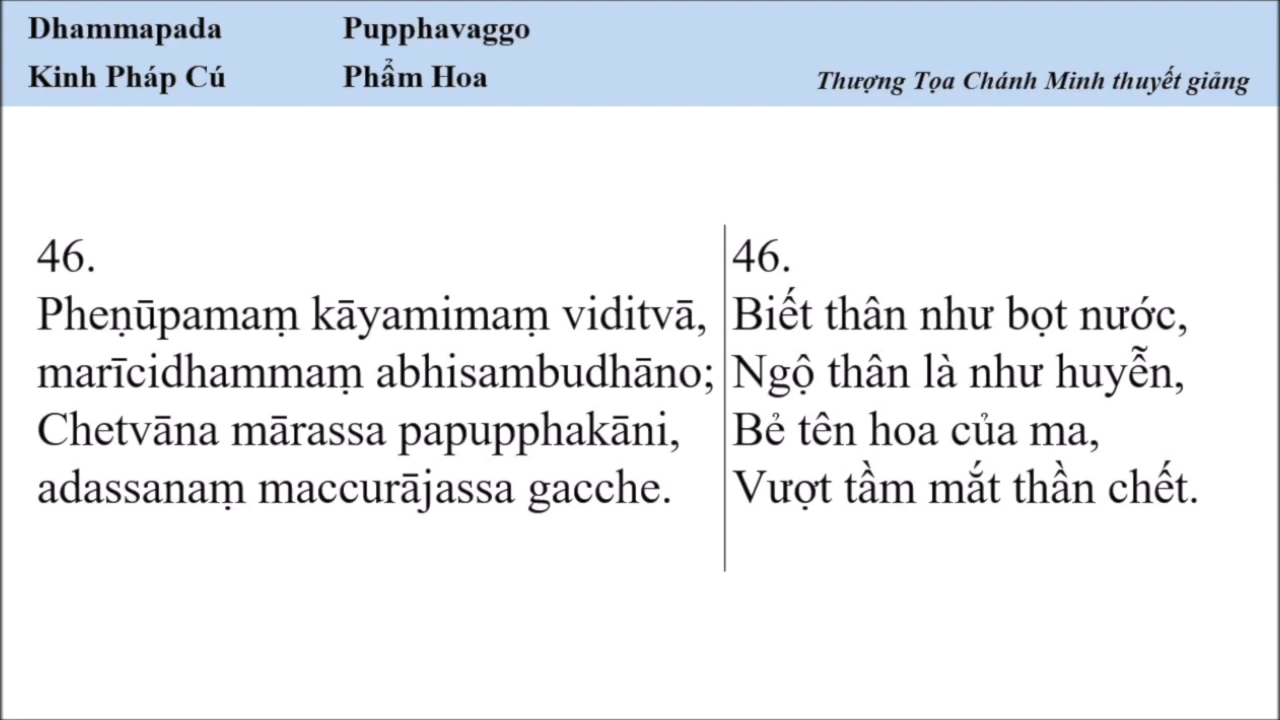 Dhammapada
Pupphavaggo
Kinh Pháp Cú
Phẩm Hoa
Thượng Tọa Chánh Minh thuyết giảng
46.
Pheṇūpamaṃ kāyamimaṃ viditvā,
marīcidhammaṃ abhisambudhāno;
Chetvāna mārassa papupphakāni,
adassanaṃ maccurājassa gacche.
46.
Biết thân như bọt nước,
Ngộ thân là như huyễn,
Bẻ tên hoa của ma,
Vượt tầm mắt thần chết.